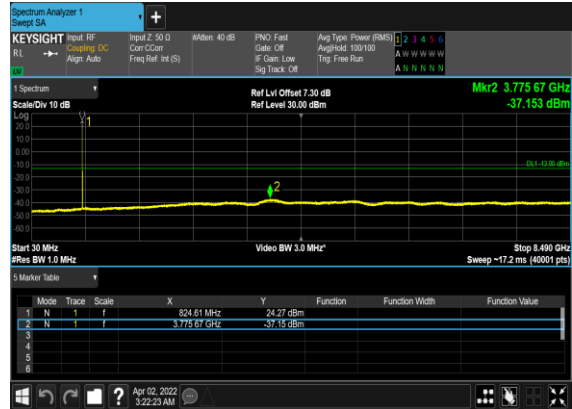 Spectrum Analyzer 1
Swept SA
+
KEYSIGHT
RL
Input: RF
Coupling: DC
Align: Auto
Input Z: 50 Ω
Corr CCorr
Freq Ref: Int (S)
#Atten: 40 dB
PNO: Fast
Gate: Off
IF Gain: Low
Sig Track: Off
Avg Type: Power (RMS)
Avg|Hold: 100/100
Trig: Free Run
1 2 3 4 5 6
A W W W W W
A N N N N N
1 Spectrum
Scale/Div 10 dB
Ref Lvl Offset 7.30 dB
Ref Level 30.00 dBm
Mkr2 3.775 67 GHz
-37.153 dBm
Log
20.0
10.0
0.00
-10.0
-20.0
-30.0
-40.0
-50.0
-60.0
1
2
DL1 -13.00 dBm
Start 30 MHz
#Res BW 1.0 MHz
Video BW 3.0 MHz*
Stop 8.490 GHz
Sweep ~17.2 ms (40001 pts)
5 Marker Table
Mode Trace Scale X Y Function Function Width Function Value
1 N 1 f 824.61 MHz 24.27 dBm
2 N 1 f 3.775 67 GHz -37.15 dBm
3
4
5
6
?
Apr 02, 2022
3:22:23 AM